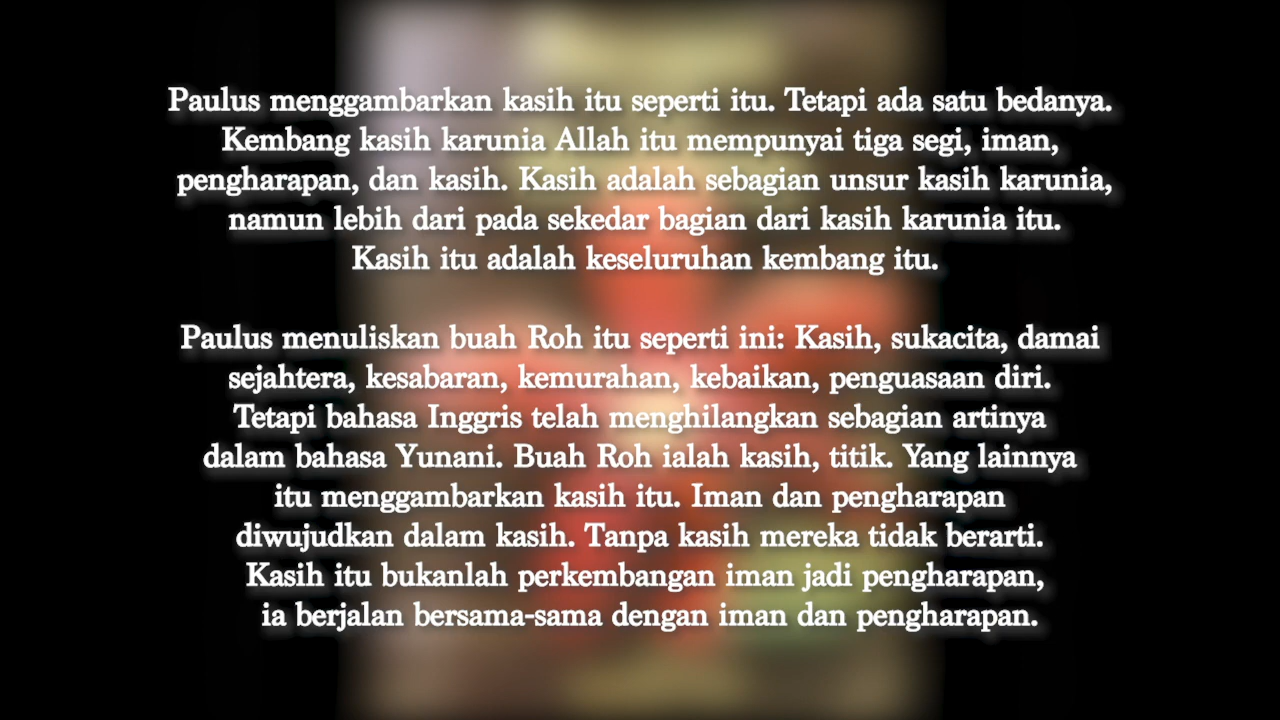 Paulus menggambarkan kasih itu seperti itu. Tetapi ada satu bedanya.
Kembang kasih karunia Allah itu mempunyai tiga segi, iman,
pengharapan, dan kasih. Kasih adalah sebagian unsur kasih karunia,
namun lebih dari pada sekedar bagian dari kasih karunia itu.
Kasih itu adalah keseluruhan kembang itu.
Paulus menuliskan buah Roh itu seperti ini: Kasih, sukacita, damai
sejahtera, kesabaran, kemurahan, kebaikan, penguasaan diri.
Tetapi bahasa Inggris telah menghilangkan sebagian artinya
dalam bahasa Yunani. Buah Roh ialah kasih, titik. Yang lainnya
itu menggambarkan kasih itu. Iman dan pengharapan
diwujudkan dalam kasih. Tanpa kasih mereka tidak berarti.
Kasih itu bukanlah perkembangan iman jadi pengharapan,
ia berjalan bersama-sama dengan iman dan pengharapan.